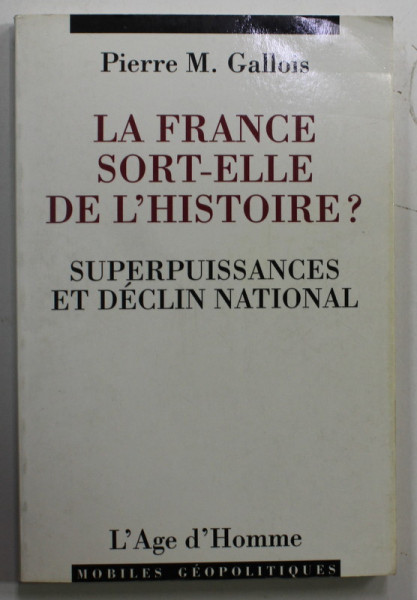 Pierre M. Gallois
LA FRANCE
SORT-ELLE
DE L'HISTOIRE ?
SUPERPUISSANCES
ET DÉCLIN NATIONAL
L'Age d'Homme
MOBILES GÉOPOLITIQUES